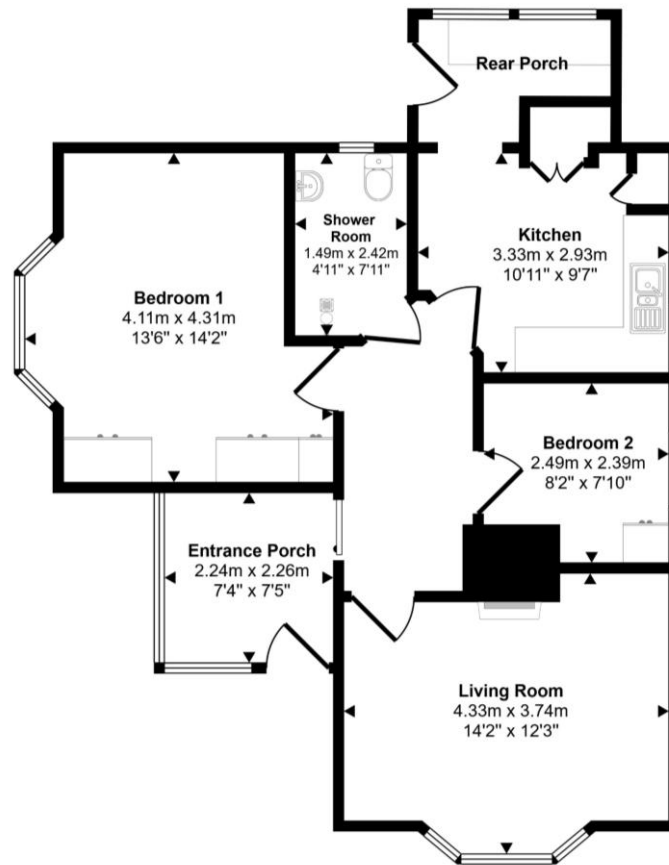 Rear Porch
Shower
Room
1.49m x 2.42m
4'11" x 7'11"
Kitchen
3.33m x 2.93m
10'11" x 9'7"
Bedroom 1
4.11m x 4.31m
13'6" x 14'2"
Bedroom 2
2.49m x 2.39m
8'2" x 7'10"
Entrance Porch
2.24m x 2.26m
7'4" x 7'5"
Living Room
4.33m x 3.74m
14'2" x 12'3"